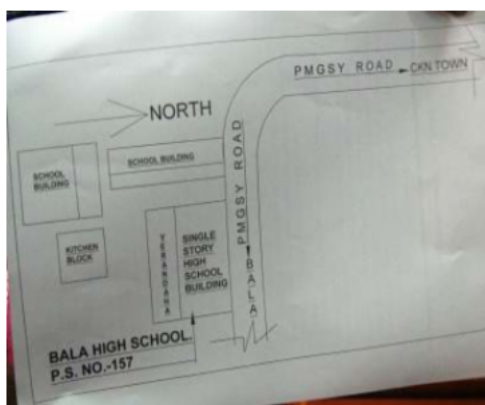 PMGSY ROAD CKN TOWN
NORTH
SCHOOL
BUILDING
SCHOOL BUILDING
PMGSY ROAD
KITCHEN
BLOCK
VERANDAHA
SINGLE
STORY
HIGH
SCHOOL
BUILDING
BALA
BALA HIGH SCHOOL.
P.S. NO.-157